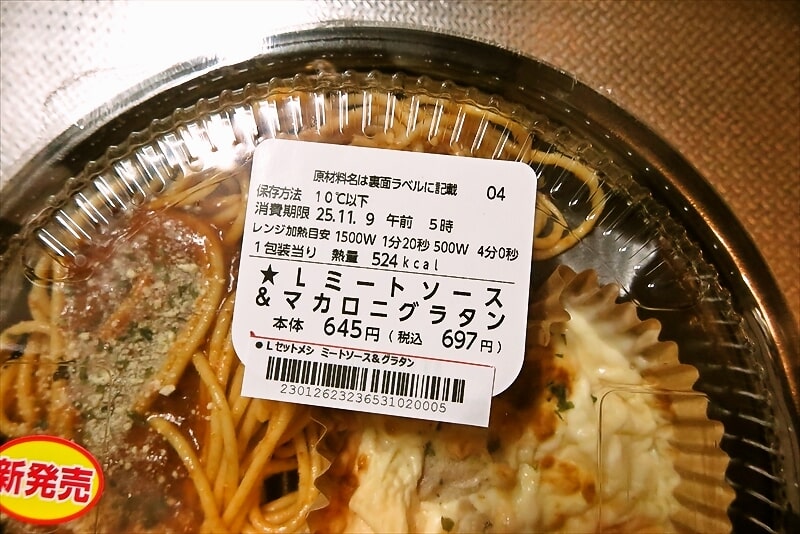 原材料名は裏面ラベルに記載 04
保存方法 10℃以下
消費期限 25.11. 9 午前 5時
レンジ加熱目安 1500W 1分20秒 500W 4分0秒
1包装当り 熱量 524kcal
★Lミートソース
&マカロニグラタン
本体 645円(税込 697円)
●Lセットメシ ミートソース&グラタン
23012623236531020005
新発売